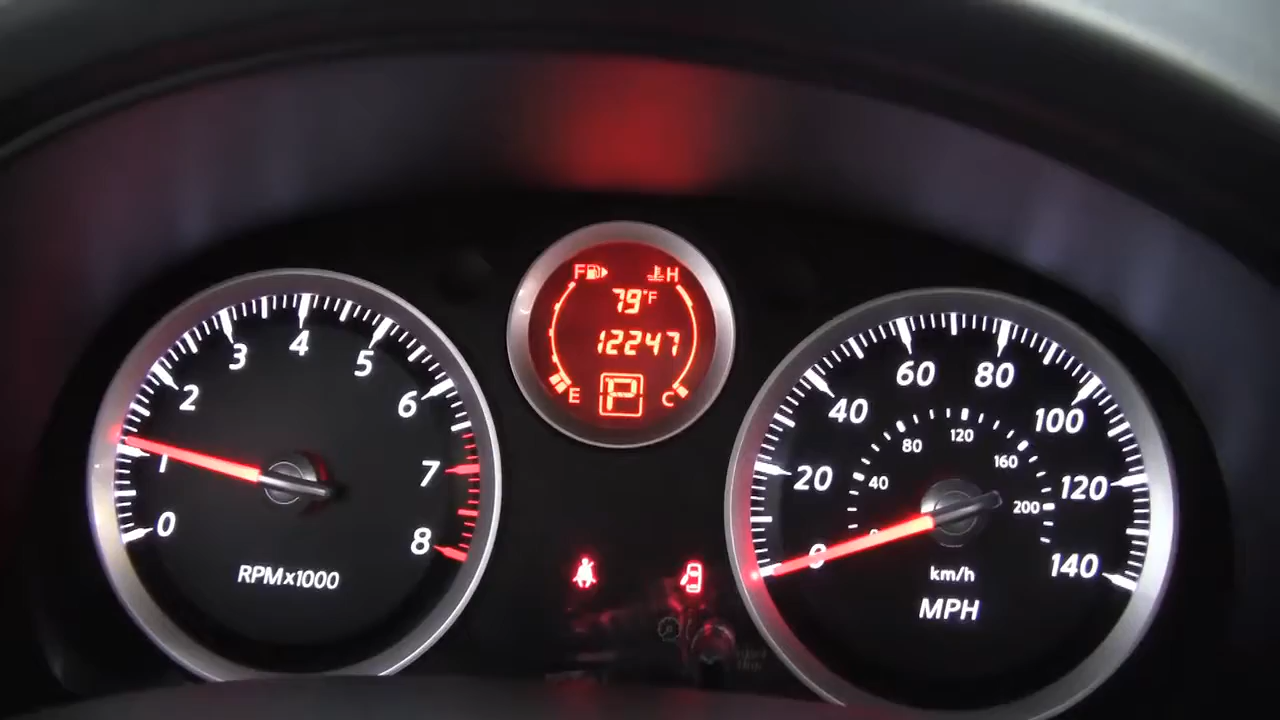 F H
79°F
12247
P
E C
0 1 2 3 4 5 6 7 8
RPMx1000
0 20 40 60 80 100 120 140
40 80 120 160 200
km/h
MPH